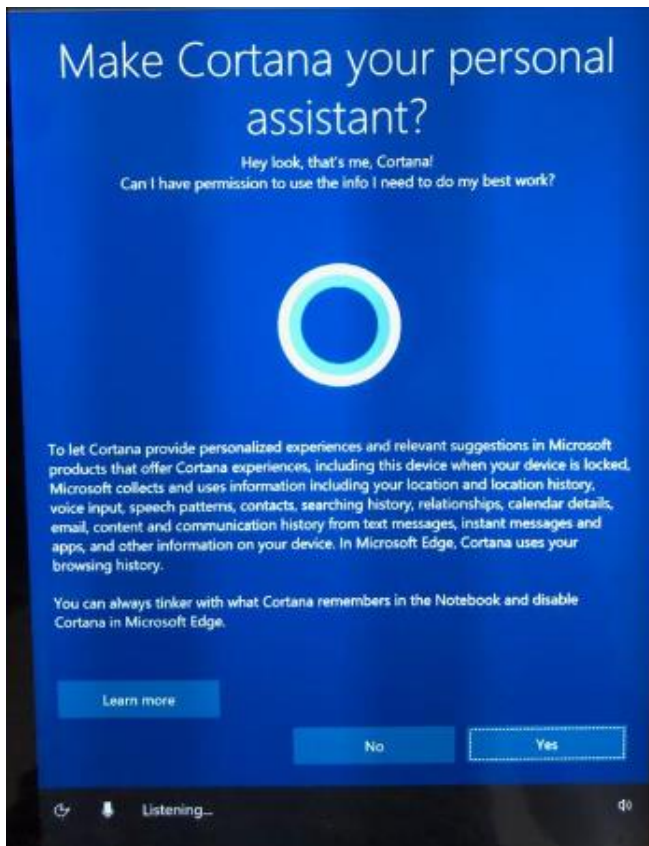 Make Cortana your personal
assistant?
Hey look, that's me, Cortana!
Can I have permission to use the info I need to do my best work?
To let Cortana provide personalized experiences and relevant suggestions in Microsoft
products that offer Cortana experiences, including this device when your device is locked,
Microsoft collects and uses information including your location and location history,
voice input, speech patterns, contacts, searching history, relationships, calendar details,
email, content and communication history from text messages, instant messages and
apps, and other information on your device. In Microsoft Edge, Cortana uses your
browsing history.
You can always tinker with what Cortana remembers in the Notebook and disable
Cortana in Microsoft Edge.
Learn more
No
Yes
Listening...